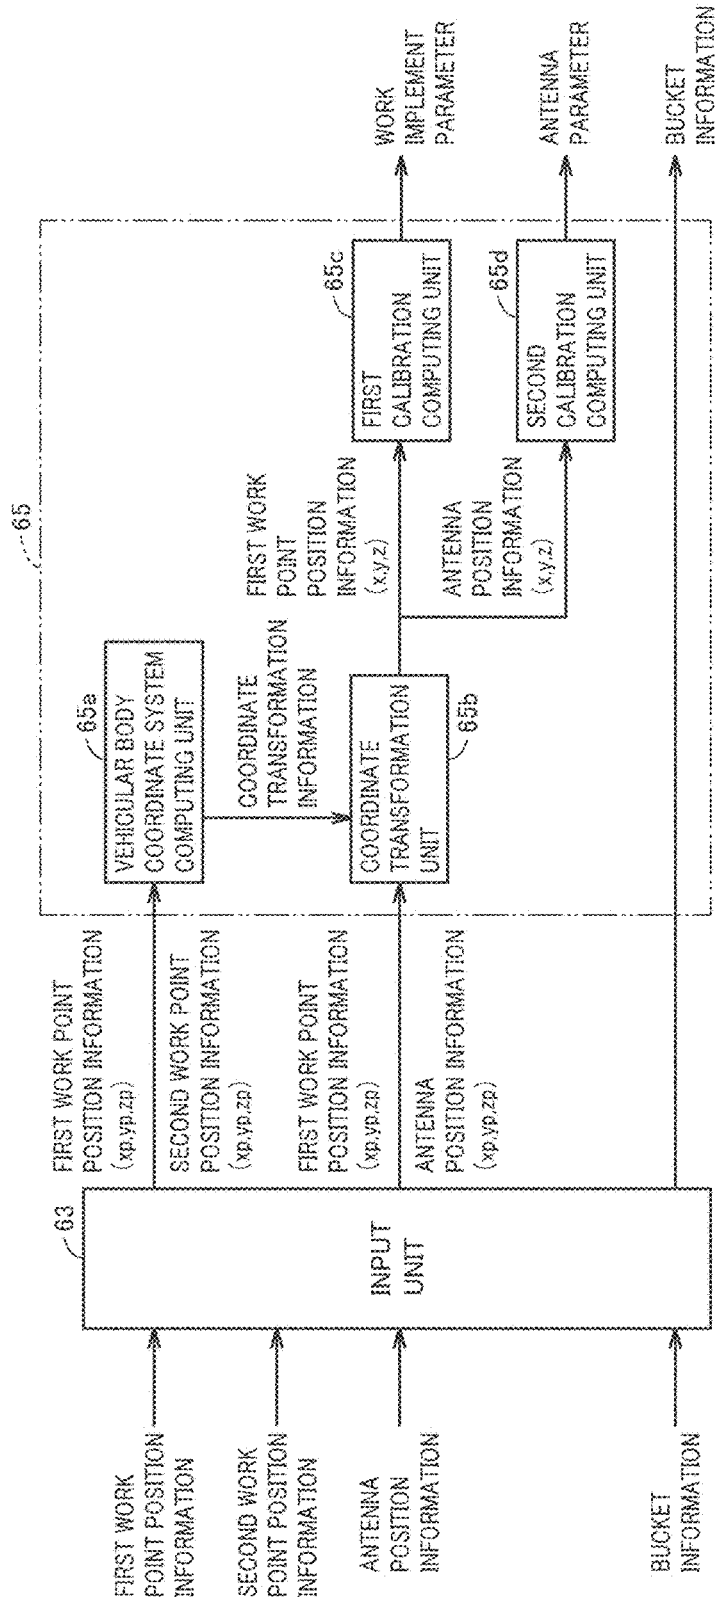 FIRST WORK
POINT POSITION
INFORMATION
SECOND WORK
POINT POSITION
INFORMATION
ANTENNA
POSITION
INFORMATION
BUCKET
INFORMATION
63
INPUT
UNIT
FIRST WORK POINT
POSITION INFORMATION
(xp,yp,zp)
SECOND WORK POINT
POSITION INFORMATION
(xp,yp,zp)
FIRST WORK POINT
POSITION INFORMATION
(xp,yp,zp)
ANTENNA
POSITION INFORMATION
(xp,yp,zp)
65
65a
VEHICULAR BODY
COORDINATE SYSTEM
COMPUTING UNIT
COORDINATE
TRANSFORMATION
INFORMATION
COORDINATE
TRANSFORMATION
UNIT
65b
FIRST WORK
POINT
POSITION
INFORMATION
(x,y,z)
ANTENNA
POSITION
INFORMATION
(x,y,z)
65c
FIRST
CALIBRATION
COMPUTING UNIT
65d
SECOND
CALIBRATION
COMPUTING UNIT
WORK
IMPLEMENT
PARAMETER
ANTENNA
PARAMETER
BUCKET
INFORMATION